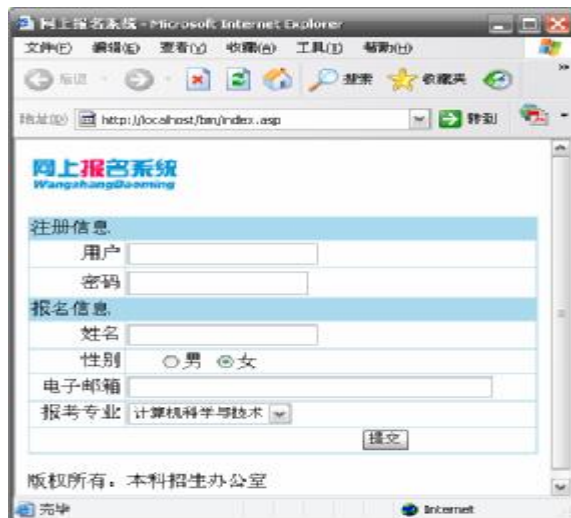 网上报名系统 - Microsoft Internet Explorer
文件(F) 编辑(E) 查看(V) 收藏(A) 工具(T) 帮助(H)
后退 搜索 收藏夹
地址(D) http://localhost/bm/index.asp 转到
网上报名系统
WangshangBaoming
注册信息
用户
密码
报名信息
姓名
性别 男 女
电子邮箱
报考专业 计算机科学与技术
提交
版权所有：本科招生办公室
完毕 Internet